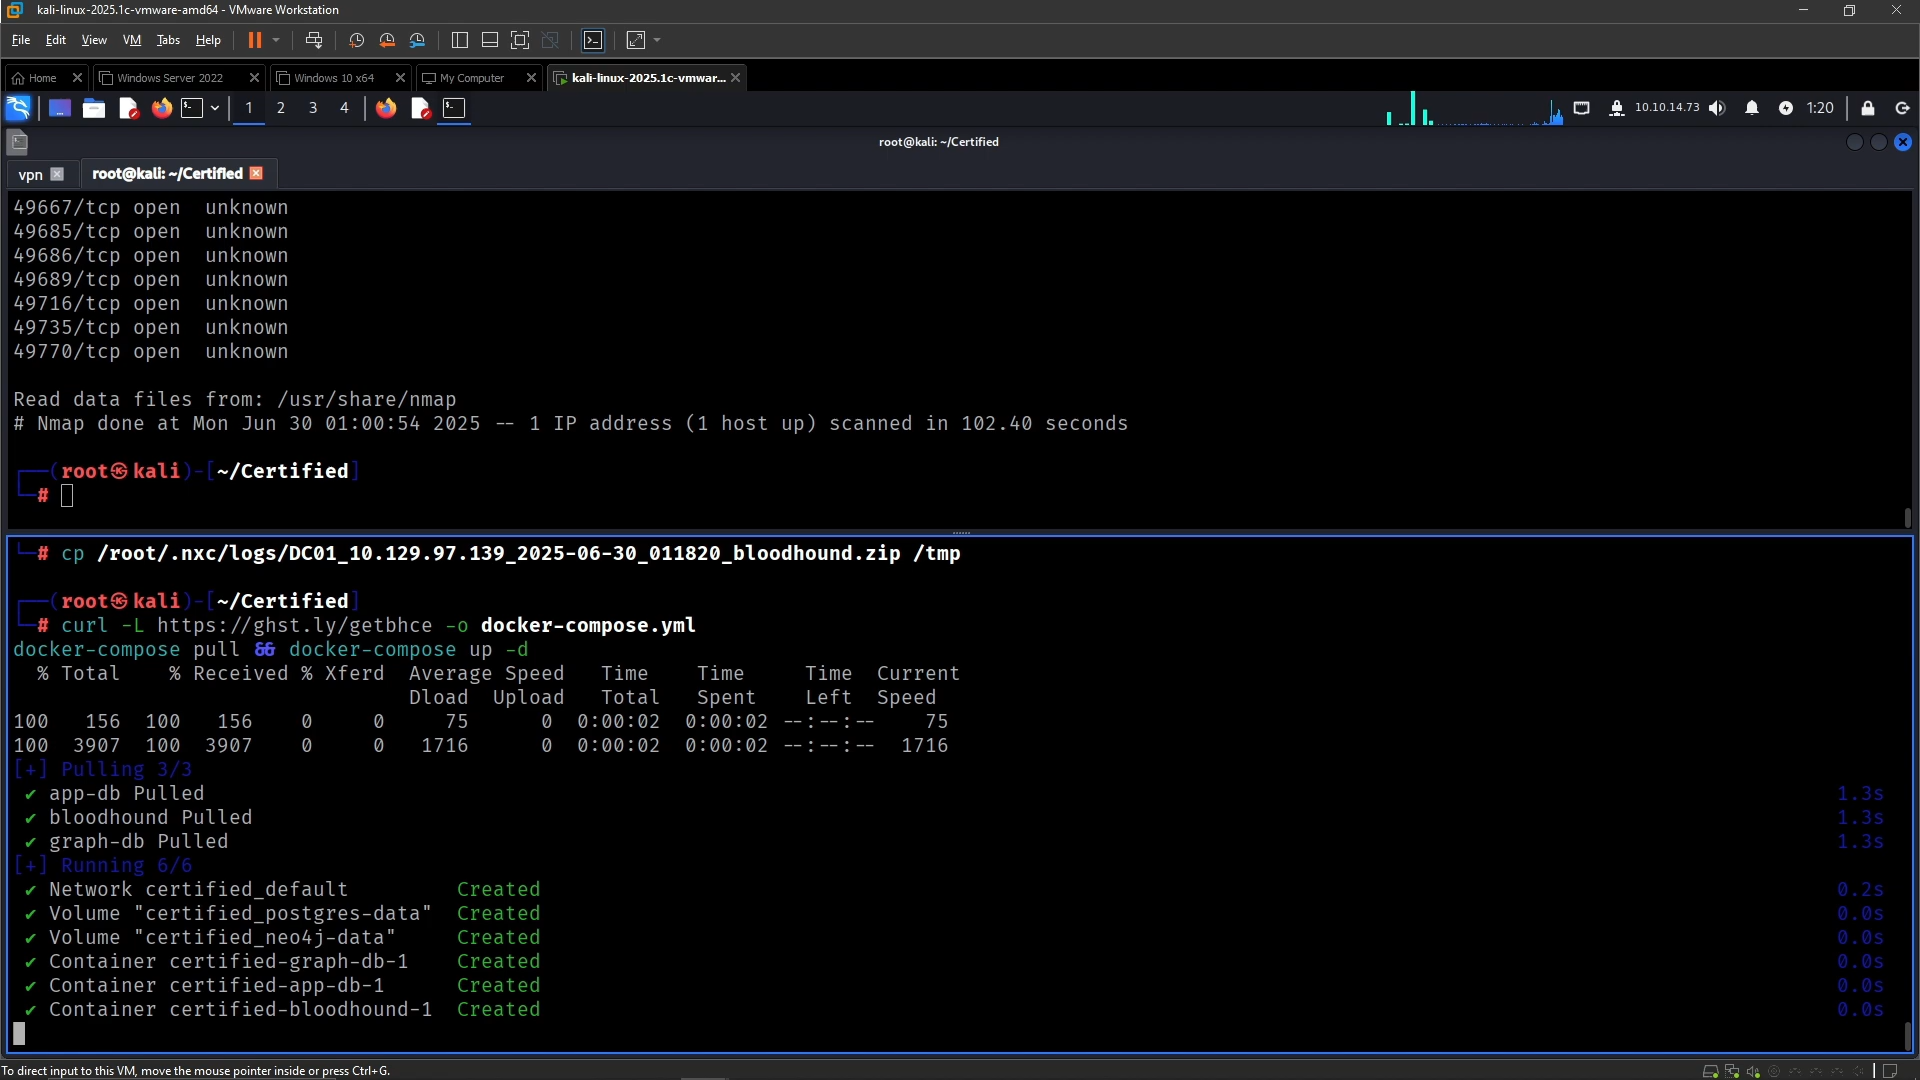 kali-linux-2025.1c-vmware-amd64 - VMware Workstation
File Edit View VM Tabs Help
Home Windows Server 2022 Windows 10 x64 My Computer kali-linux-2025.1c-vmwar...
1 2 3 4 10.10.14.73 1:20
root@kali: ~/Certified
vpn root@kali: ~/Certified
49667/tcp open unknown
49685/tcp open unknown
49686/tcp open unknown
49689/tcp open unknown
49716/tcp open unknown
49735/tcp open unknown
49770/tcp open unknown
Read data files from: /usr/share/nmap
# Nmap done at Mon Jun 30 01:00:54 2025 -- 1 IP address (1 host up) scanned in 102.40 seconds
┌──(root㉿kali)-[~/Certified]
└─#
└─# cp /root/.nxc/logs/DC01_10.129.97.139_2025-06-30_011820_bloodhound.zip /tmp
┌──(root㉿kali)-[~/Certified]
└─# curl -L https://ghst.ly/getbhce -o docker-compose.yml
docker-compose pull && docker-compose up -d
% Total % Received % Xferd Average Speed Time Time Time Current
Dload Upload Total Spent Left Speed
100 156 100 156 0 0 75 0 0:00:02 0:00:02 --:--:-- 75
100 3907 100 3907 0 0 1716 0 0:00:02 0:00:02 --:--:-- 1716
[+] Pulling 3/3
✔ app-db Pulled 1.3s
✔ bloodhound Pulled 1.3s
✔ graph-db Pulled 1.3s
[+] Running 6/6
✔ Network certified_default Created 0.2s
✔ Volume "certified_postgres-data" Created 0.0s
✔ Volume "certified_neo4j-data" Created 0.0s
✔ Container certified-graph-db-1 Created 0.0s
✔ Container certified-app-db-1 Created 0.0s
✔ Container certified-bloodhound-1 Created 0.0s
To direct input to this VM, move the mouse pointer inside or press Ctrl+G.